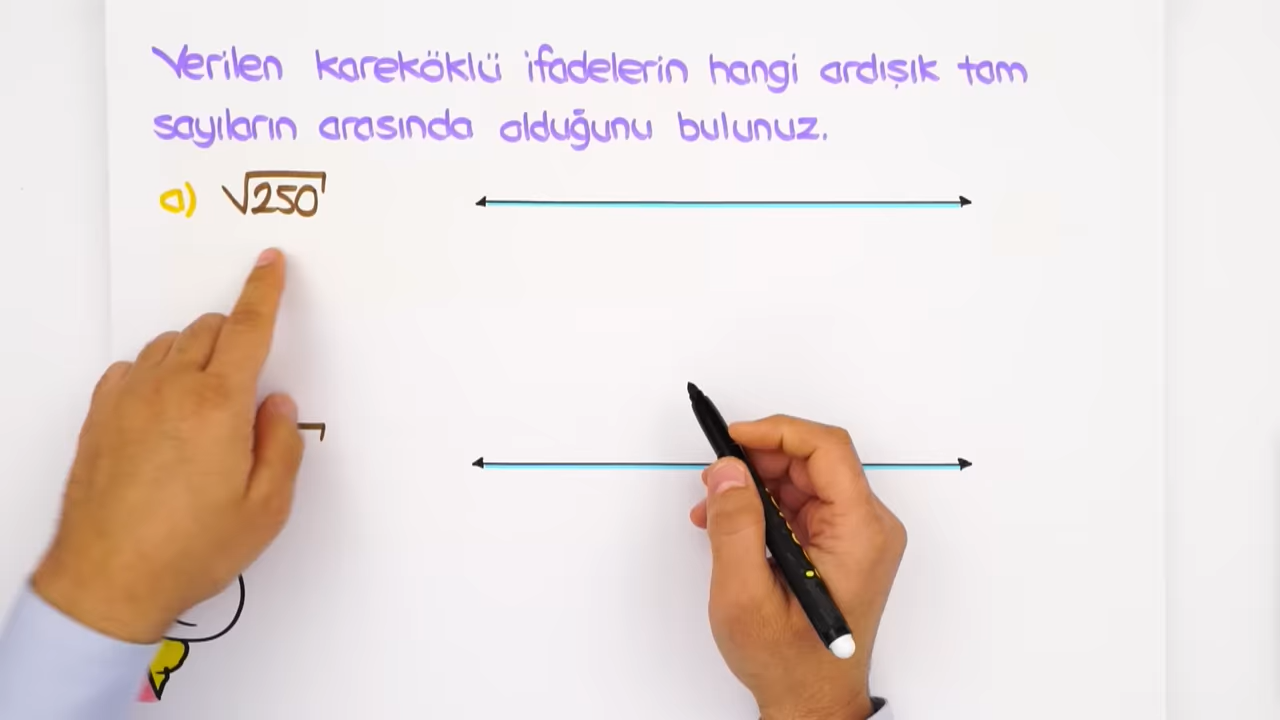 Verilen kareköklü ifadelerin hangi ardışık tam
sayıların arasında olduğunu bulunuz.
a) √250